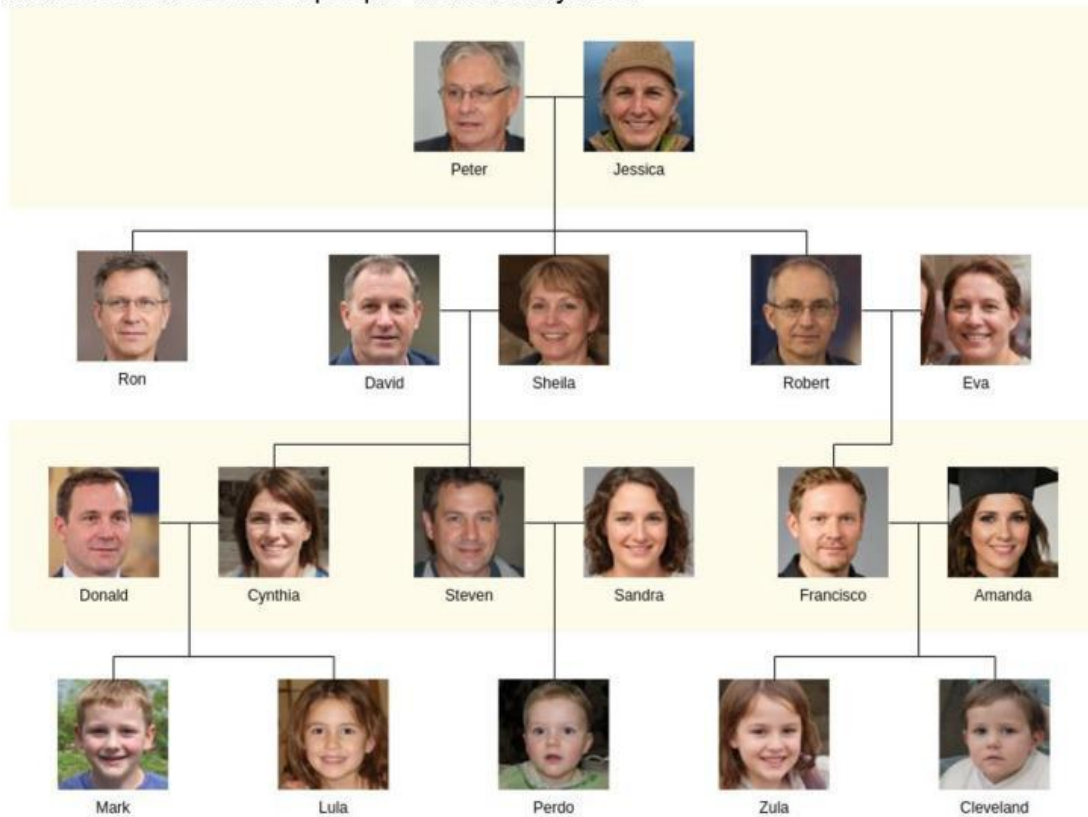 Peter Jessica
Ron David Sheila Robert Eva
Donald Cynthia Steven Sandra Francisco Amanda
Mark Lula Perdo Zula Cleveland